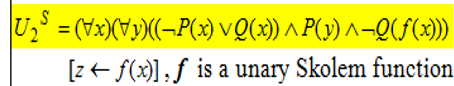 U₂ˢ = (∀x)(∀y)((¬P(x) ∨ Q(x)) ∧ P(y) ∧ ¬Q(f(x)))
[z ← f(x)] , f is a unary Skolem function